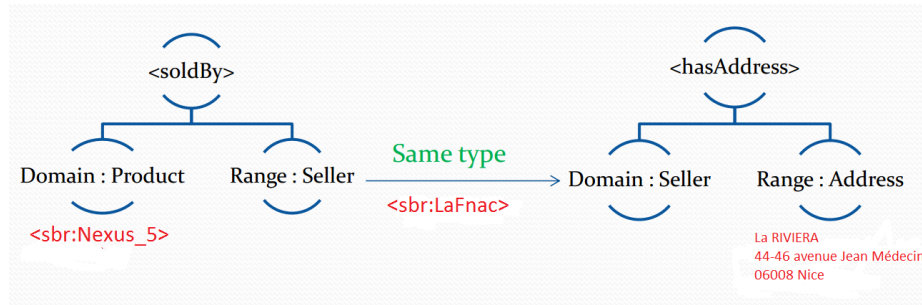 <soldBy>
<hasAddress>
Same type
Domain : Product
Range : Seller
Domain : Seller
Range : Address
<sbr:LaFnac>
<sbr:Nexus_5>
La RIVIERA
44-46 avenue Jean Médecin
06008 Nice